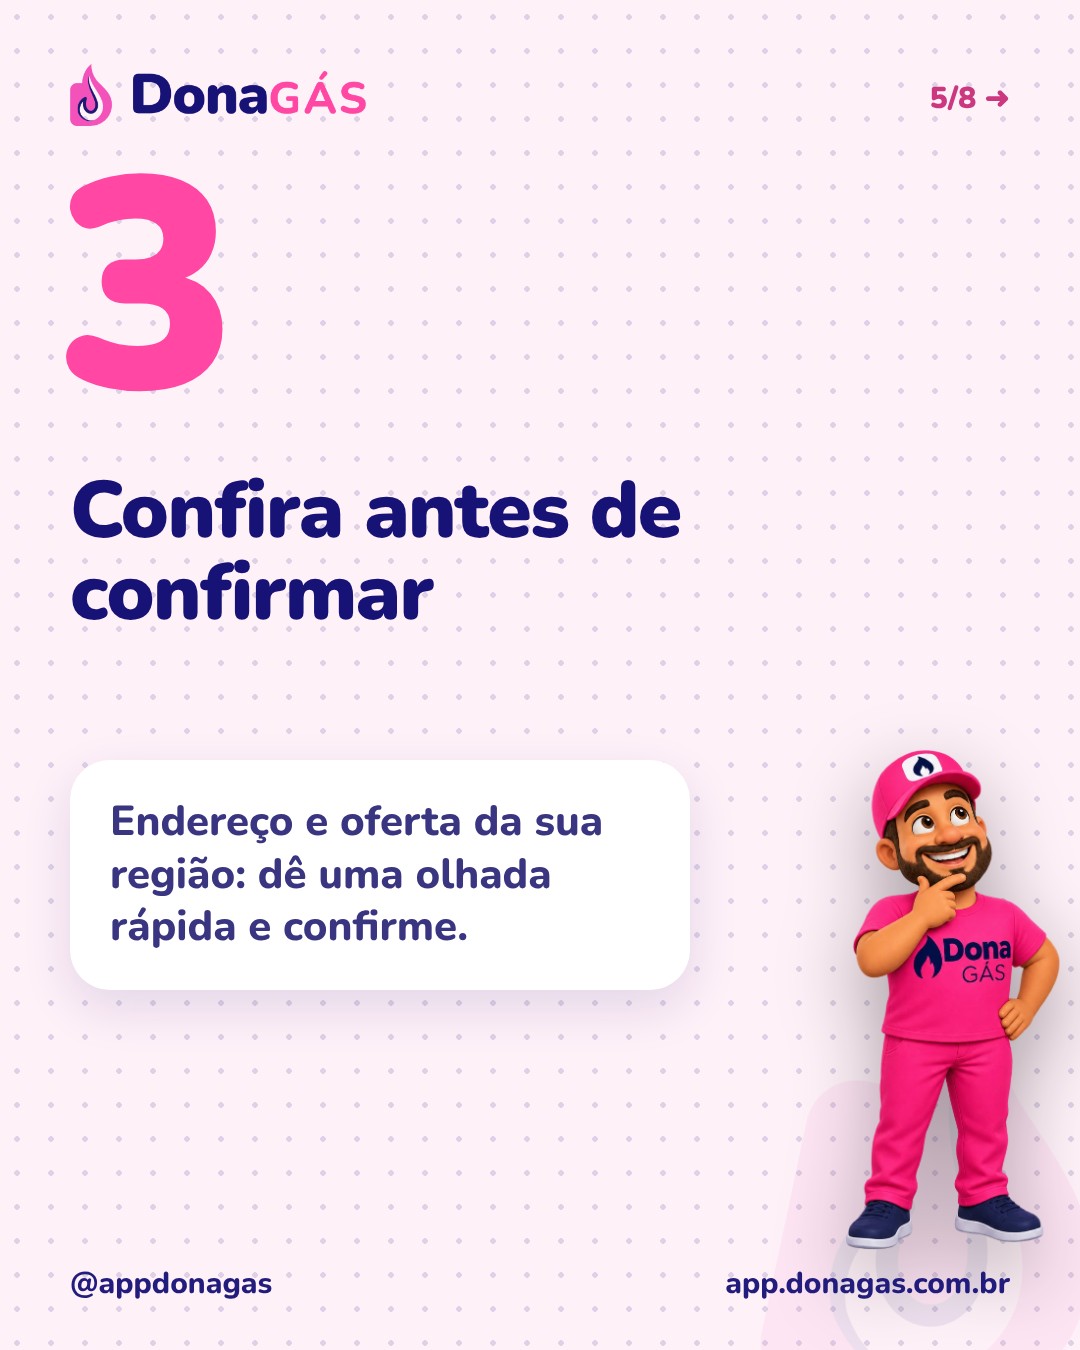 DonaGÁS
5/8 →
3
Confira antes de
confirmar
Endereço e oferta da sua
região: dê uma olhada
rápida e confirme.
Dona
GÁS
@appdonagas
app.donagas.com.br